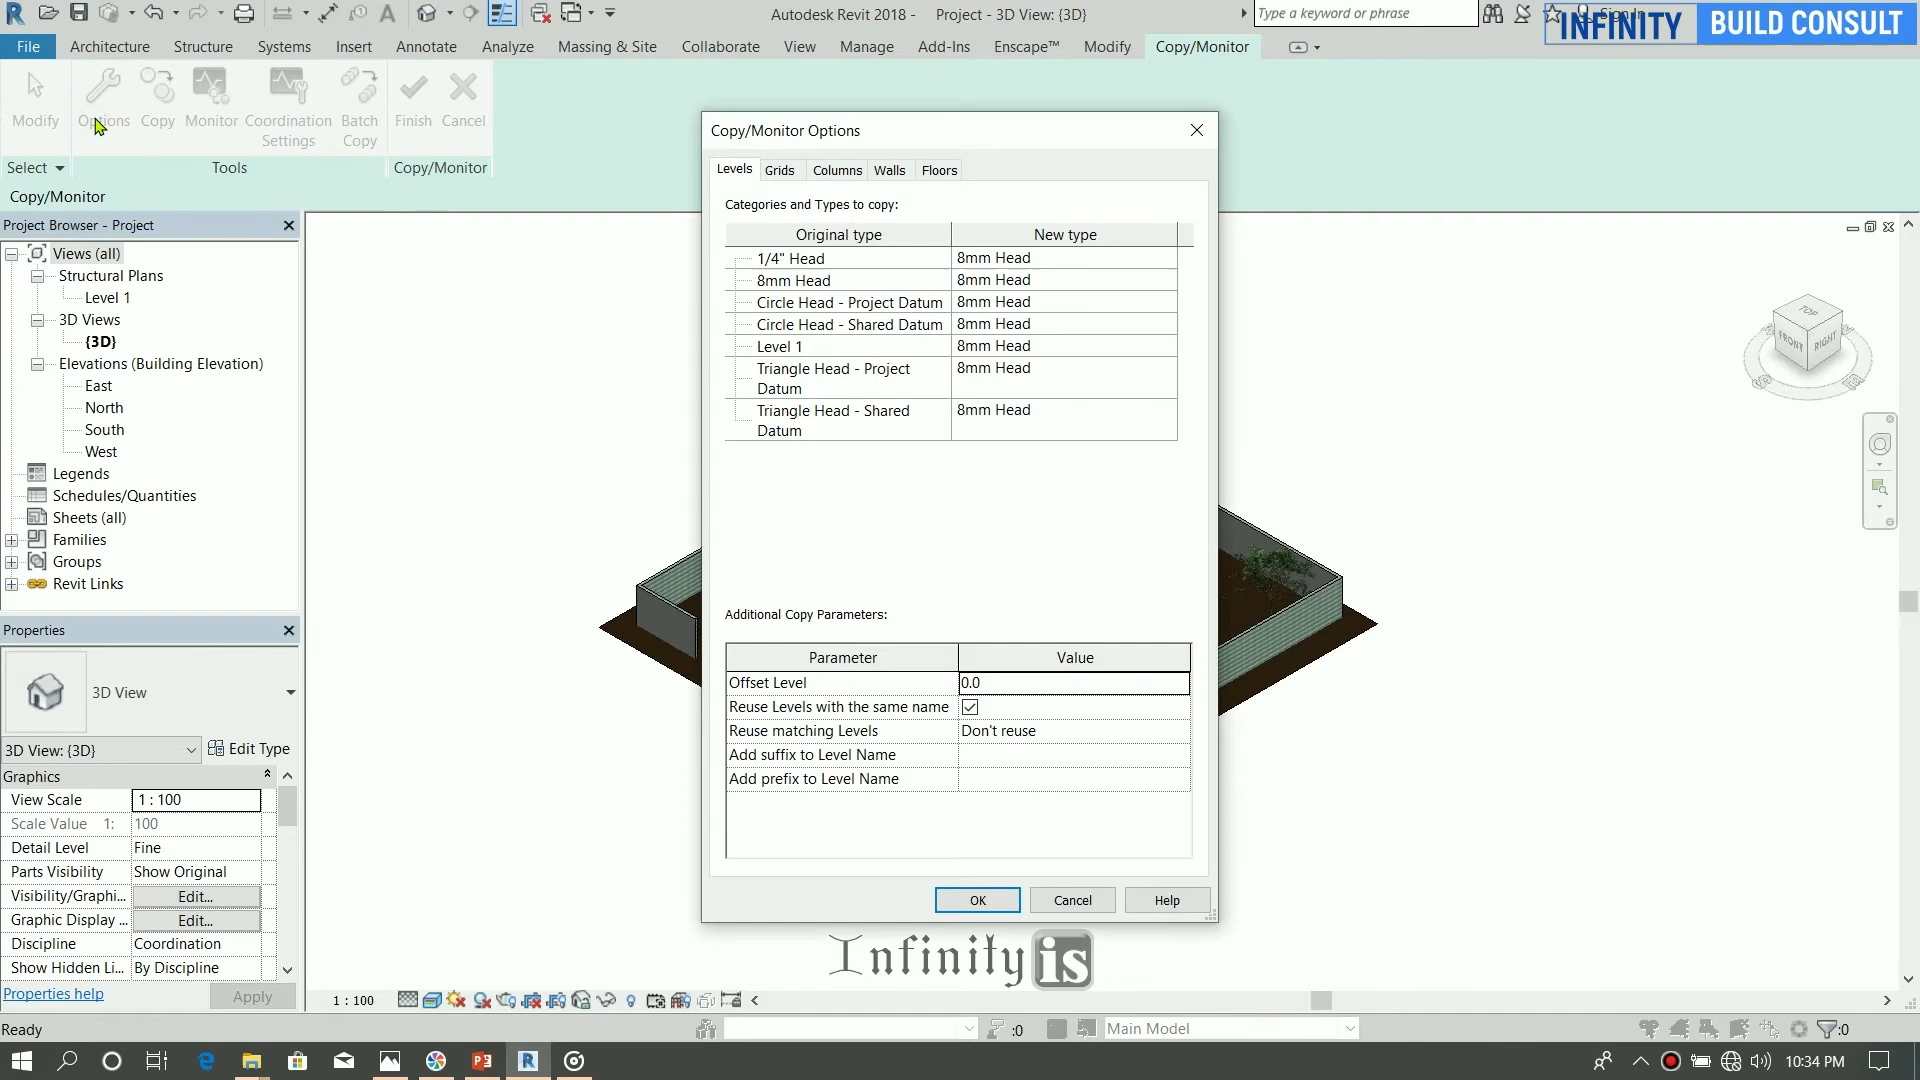 Autodesk Revit 2018 - Project - 3D View: {3D}
Type a keyword or phrase
Sign In
INFINITY BUILD CONSULT
File Architecture Structure Systems Insert Annotate Analyze Massing & Site Collaborate View Manage Add-Ins Enscape™ Modify Copy/Monitor
Modify Options Copy Monitor Coordination Settings Batch Copy Finish Cancel
Select Tools Copy/Monitor
Copy/Monitor
Project Browser - Project
Views (all)
Structural Plans
Level 1
3D Views
{3D}
Elevations (Building Elevation)
East
North
South
West
Legends
Schedules/Quantities
Sheets (all)
Families
Groups
Revit Links
Properties
3D View
3D View: {3D} Edit Type
Graphics
View Scale 1 : 100
Scale Value 1: 100
Detail Level Fine
Parts Visibility Show Original
Visibility/Graphi... Edit...
Graphic Display ... Edit...
Discipline Coordination
Show Hidden Li... By Discipline
Properties help Apply
Copy/Monitor Options
Levels Grids Columns Walls Floors
Categories and Types to copy:
Original type New type
1/4" Head 8mm Head
8mm Head 8mm Head
Circle Head - Project Datum 8mm Head
Circle Head - Shared Datum 8mm Head
Level 1 8mm Head
Triangle Head - Project Datum 8mm Head
Triangle Head - Shared Datum 8mm Head
Additional Copy Parameters:
Parameter Value
Offset Level 0.0
Reuse Levels with the same name
Reuse matching Levels Don't reuse
Add suffix to Level Name
Add prefix to Level Name
OK Cancel Help
TOP
FRONT RIGHT
S E
Infinity is
1 : 100
Ready
:0
Main Model
:0
10:34 PM